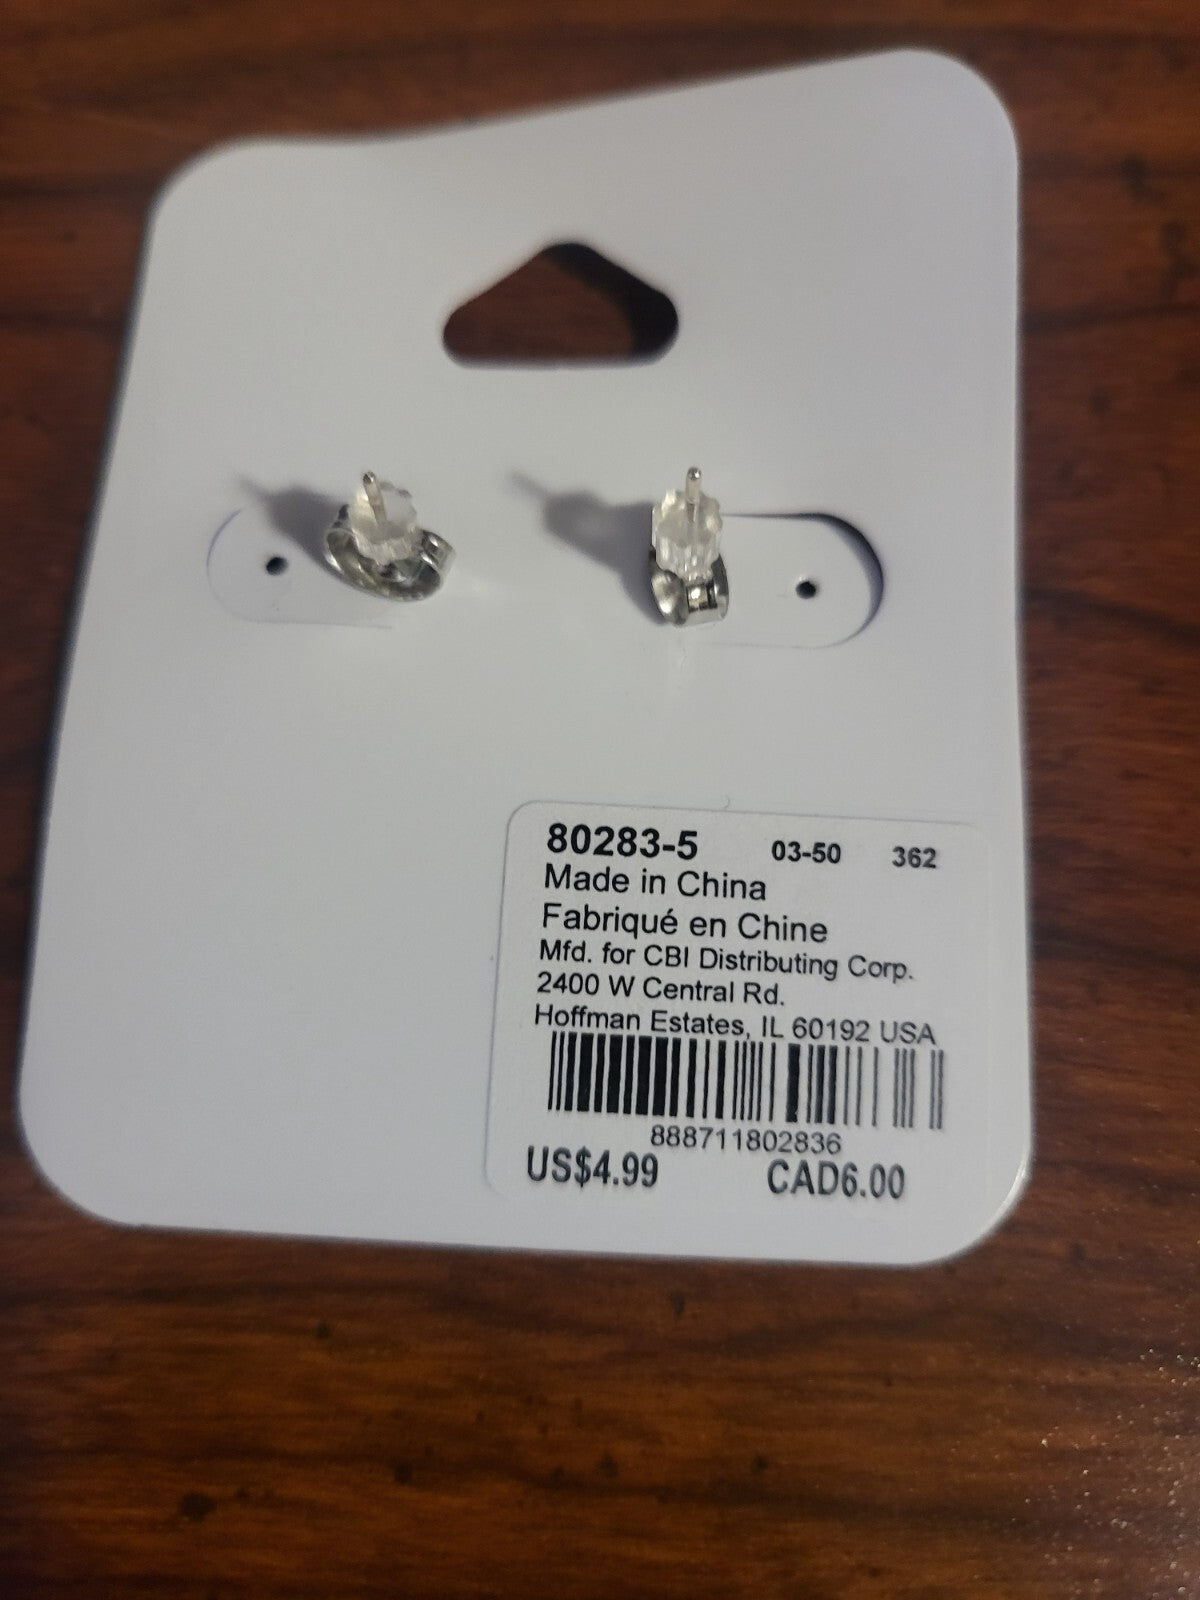 80283-5 03-50 362
Made in China
Fabriqué en Chine
Mfd. for CBI Distributing Corp.
2400 W Central Rd.
Hoffman Estates, IL 60192 USA
888711802836
US$4.99 CAD6.00